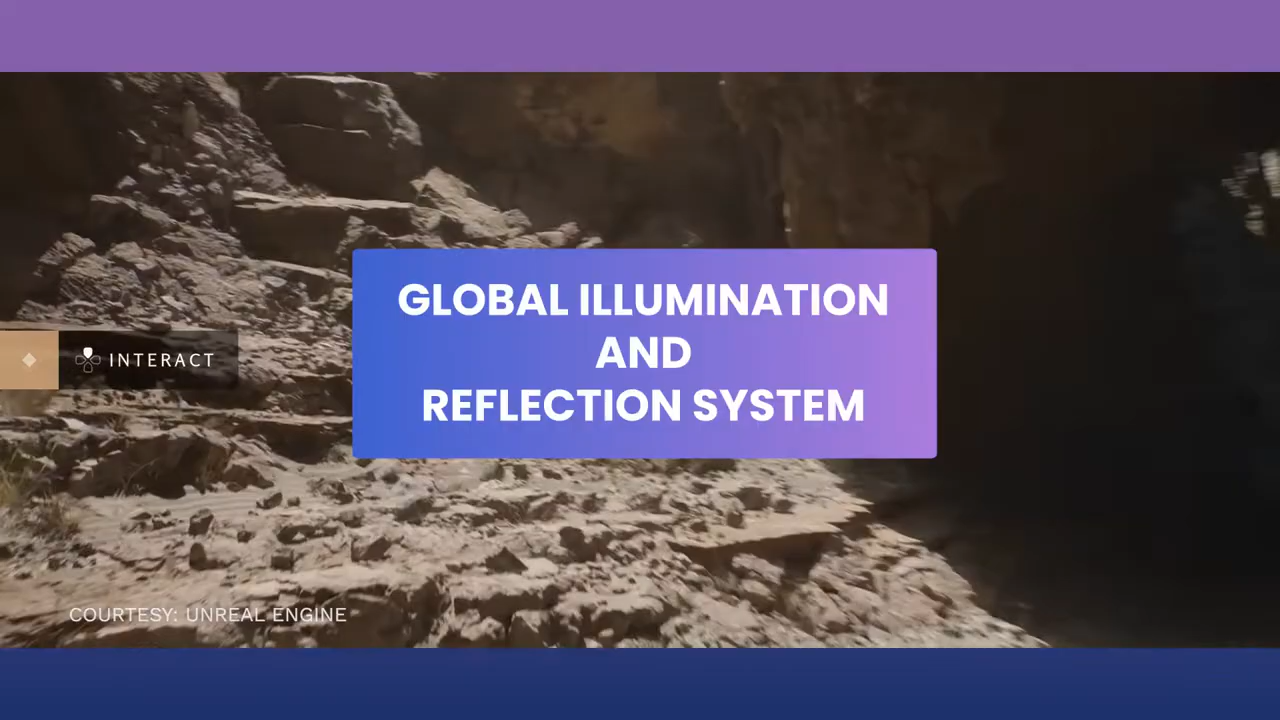 GLOBAL ILLUMINATION
AND
REFLECTION SYSTEM
INTERACT
COURTESY: UNREAL ENGINE